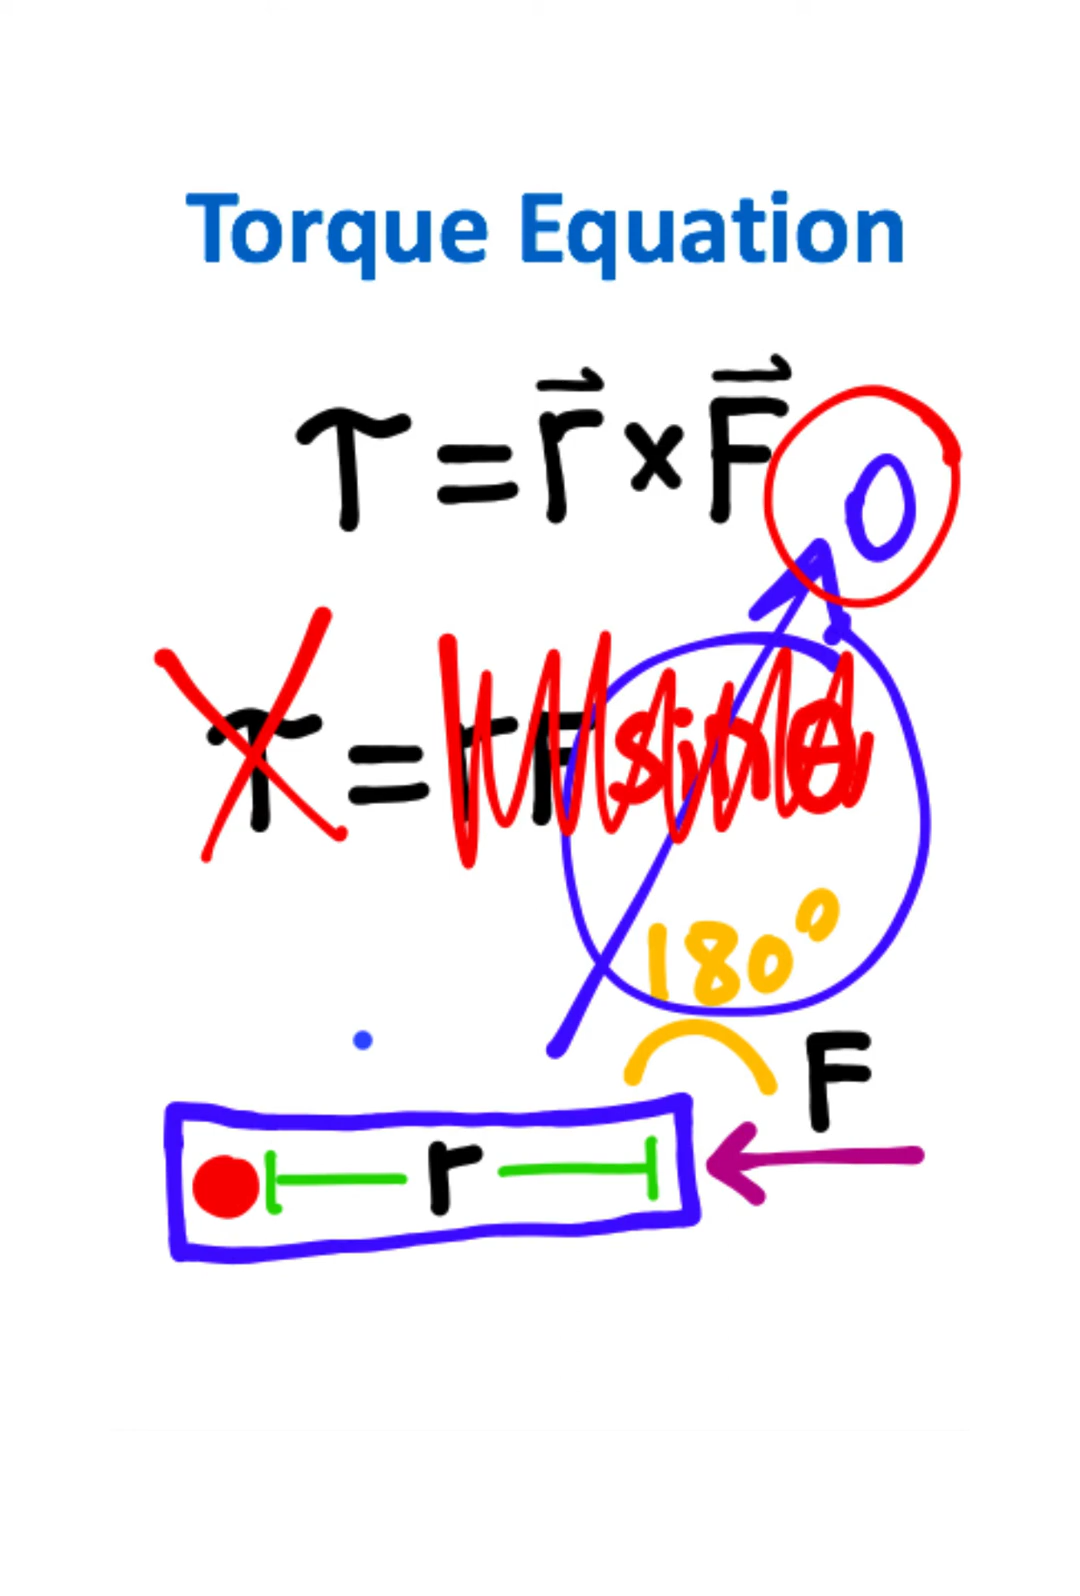 Torque Equation
τ = r⃗ × F⃗
0
τ = rF sinθ
180°
F
r